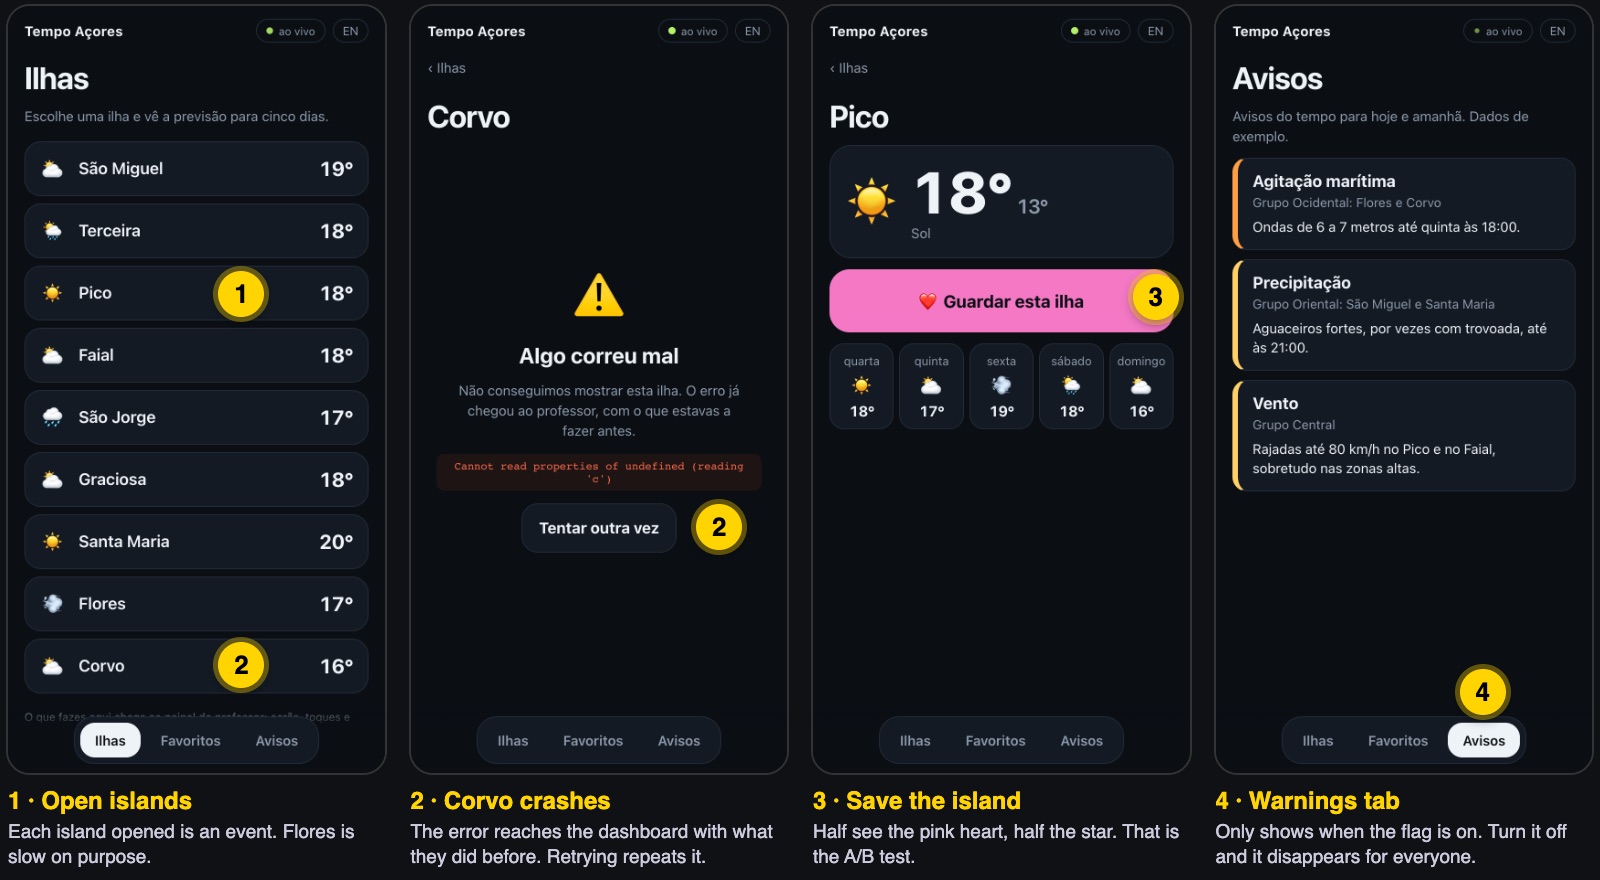 Tempo Açores
ao vivo
EN
Ilhas
Escolhe uma ilha e vê a previsão para cinco dias.
São Miguel 19°
Terceira 18°
Pico 1 18°
Faial 18°
São Jorge 17°
Graciosa 18°
Santa Maria 20°
Flores 17°
Corvo 2 16°
O que fazes aqui chega ao painel do professor: toques e
Ilhas Favoritos Avisos
1 · Open islands
Each island opened is an event. Flores is
slow on purpose.
Tempo Açores
ao vivo
EN
‹ Ilhas
Corvo
Algo correu mal
Não conseguimos mostrar esta ilha. O erro já
chegou ao professor, com o que estavas a
fazer antes.
Cannot read properties of undefined (reading
'c')
Tentar outra vez 2
Ilhas Favoritos Avisos
2 · Corvo crashes
The error reaches the dashboard with what
they did before. Retrying repeats it.
Tempo Açores
ao vivo
EN
‹ Ilhas
Pico
18° 13°
Sol
Guardar esta ilha 3
quarta quinta sexta sábado domingo
18° 17° 19° 18° 16°
Ilhas Favoritos Avisos
3 · Save the island
Half see the pink heart, half the star. That is
the A/B test.
Tempo Açores
ao vivo
EN
Avisos
Avisos do tempo para hoje e amanhã. Dados de
exemplo.
Agitação marítima
Grupo Ocidental: Flores e Corvo
Ondas de 6 a 7 metros até quinta às 18:00.
Precipitação
Grupo Oriental: São Miguel e Santa Maria
Aguaceiros fortes, por vezes com trovoada, até
às 21:00.
Vento
Grupo Central
Rajadas até 80 km/h no Pico e no Faial,
sobretudo nas zonas altas.
4
Ilhas Favoritos Avisos
4 · Warnings tab
Only shows when the flag is on. Turn it off
and it disappears for everyone.